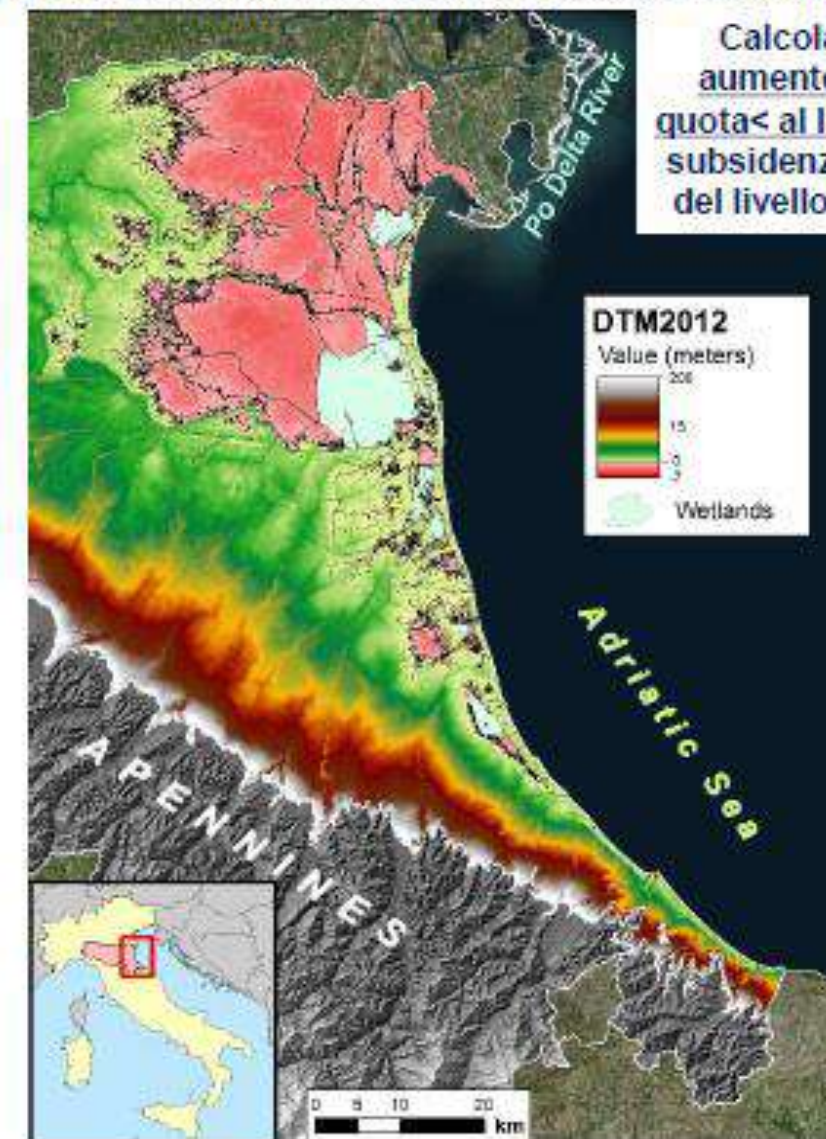 Calcola
aumento
quota< al l
subsidenz
del livello
Po Delta River
DTM2012
Value (meters)
200
15
0
Wetlands
Adriatic Sea
APENNINES
0 5 10 20
km